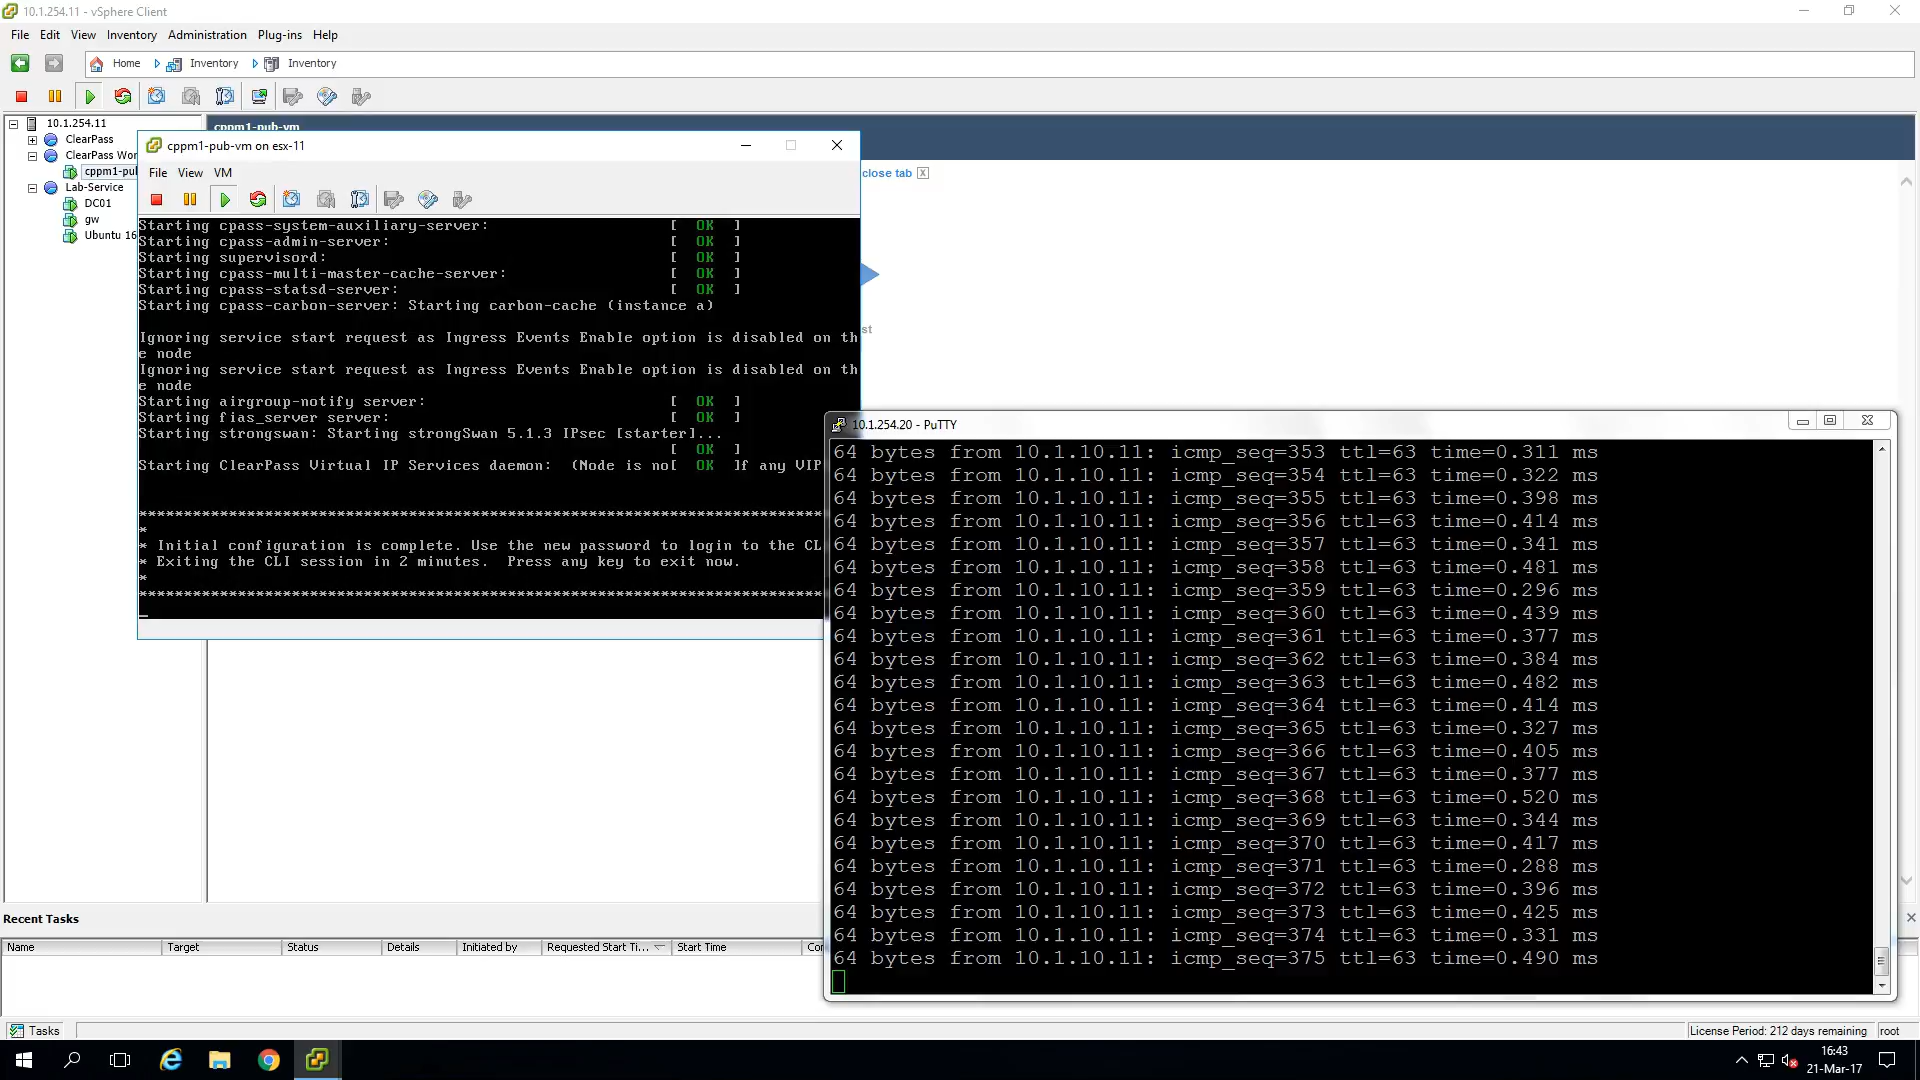 10.1.254.11 - vSphere Client
File Edit View Inventory Administration Plug-ins Help
Home Inventory Inventory
10.1.254.11
ClearPass
ClearPass Wor
cppm1-pub
Lab-Service
DC01
gw
Ubuntu 16
cppm1-pub-vm
close tab X
st
cppm1-pub-vm on esx-11
File View VM
Starting cpass-system-auxiliary-server: [ OK ]
Starting cpass-admin-server: [ OK ]
Starting supervisord: [ OK ]
Starting cpass-multi-master-cache-server: [ OK ]
Starting cpass-statsd-server: [ OK ]
Starting cpass-carbon-server: Starting carbon-cache (instance a)
Ignoring service start request as Ingress Events Enable option is disabled on th
e node
Ignoring service start request as Ingress Events Enable option is disabled on th
e node
Starting airgroup-notify server: [ OK ]
Starting fias_server server: [ OK ]
Starting strongswan: Starting strongSwan 5.1.3 IPsec [starter]...
[ OK ]
Starting ClearPass Virtual IP Services daemon: (Node is no[ OK ]f any VIP
********************************************************************************
*
* Initial configuration is complete. Use the new password to login to the CL
* Exiting the CLI session in 2 minutes. Press any key to exit now.
*
********************************************************************************
10.1.254.20 - PuTTY
64 bytes from 10.1.10.11: icmp_seq=353 ttl=63 time=0.311 ms
64 bytes from 10.1.10.11: icmp_seq=354 ttl=63 time=0.322 ms
64 bytes from 10.1.10.11: icmp_seq=355 ttl=63 time=0.398 ms
64 bytes from 10.1.10.11: icmp_seq=356 ttl=63 time=0.414 ms
64 bytes from 10.1.10.11: icmp_seq=357 ttl=63 time=0.341 ms
64 bytes from 10.1.10.11: icmp_seq=358 ttl=63 time=0.481 ms
64 bytes from 10.1.10.11: icmp_seq=359 ttl=63 time=0.296 ms
64 bytes from 10.1.10.11: icmp_seq=360 ttl=63 time=0.439 ms
64 bytes from 10.1.10.11: icmp_seq=361 ttl=63 time=0.377 ms
64 bytes from 10.1.10.11: icmp_seq=362 ttl=63 time=0.384 ms
64 bytes from 10.1.10.11: icmp_seq=363 ttl=63 time=0.482 ms
64 bytes from 10.1.10.11: icmp_seq=364 ttl=63 time=0.414 ms
64 bytes from 10.1.10.11: icmp_seq=365 ttl=63 time=0.327 ms
64 bytes from 10.1.10.11: icmp_seq=366 ttl=63 time=0.405 ms
64 bytes from 10.1.10.11: icmp_seq=367 ttl=63 time=0.377 ms
64 bytes from 10.1.10.11: icmp_seq=368 ttl=63 time=0.520 ms
64 bytes from 10.1.10.11: icmp_seq=369 ttl=63 time=0.344 ms
64 bytes from 10.1.10.11: icmp_seq=370 ttl=63 time=0.417 ms
64 bytes from 10.1.10.11: icmp_seq=371 ttl=63 time=0.288 ms
64 bytes from 10.1.10.11: icmp_seq=372 ttl=63 time=0.396 ms
64 bytes from 10.1.10.11: icmp_seq=373 ttl=63 time=0.425 ms
64 bytes from 10.1.10.11: icmp_seq=374 ttl=63 time=0.331 ms
64 bytes from 10.1.10.11: icmp_seq=375 ttl=63 time=0.490 ms
Recent Tasks
Name Target Status Details Initiated by Requested Start Ti... Start Time Co
Tasks
License Period: 212 days remaining root
16:43
21-Mar-17